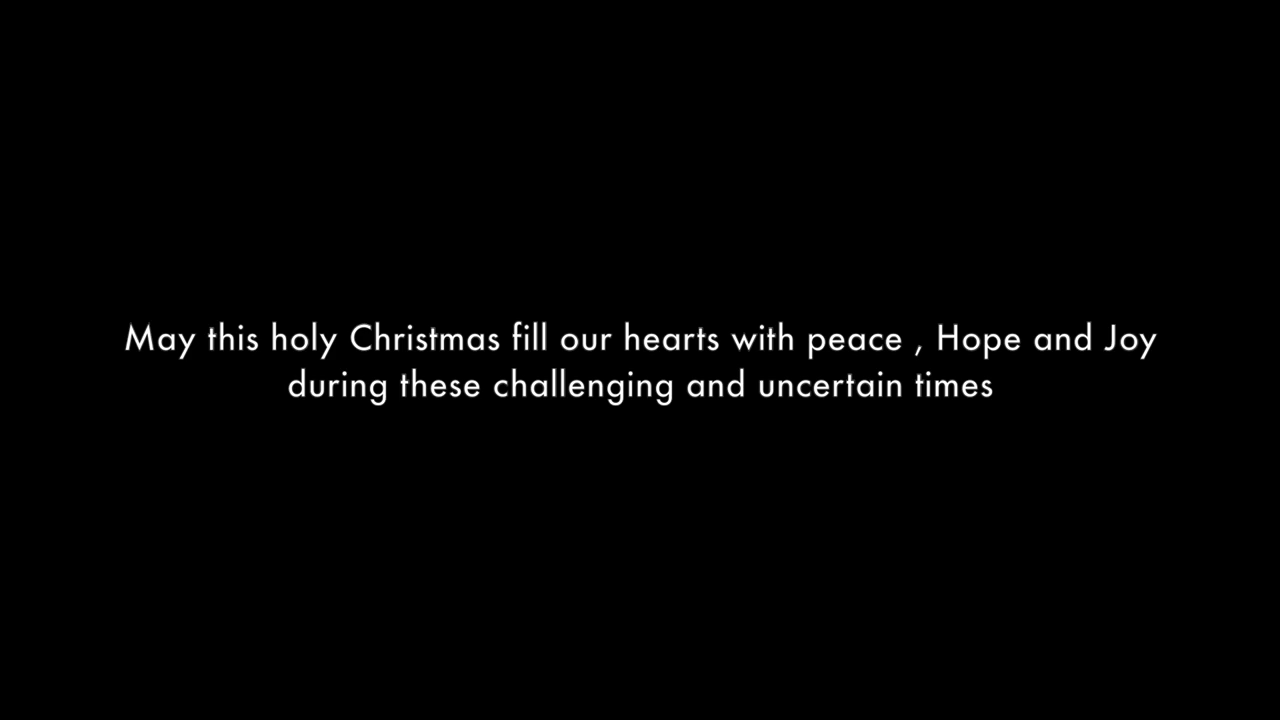 May this holy Christmas fill our hearts with peace , Hope and Joy
during these challenging and uncertain times